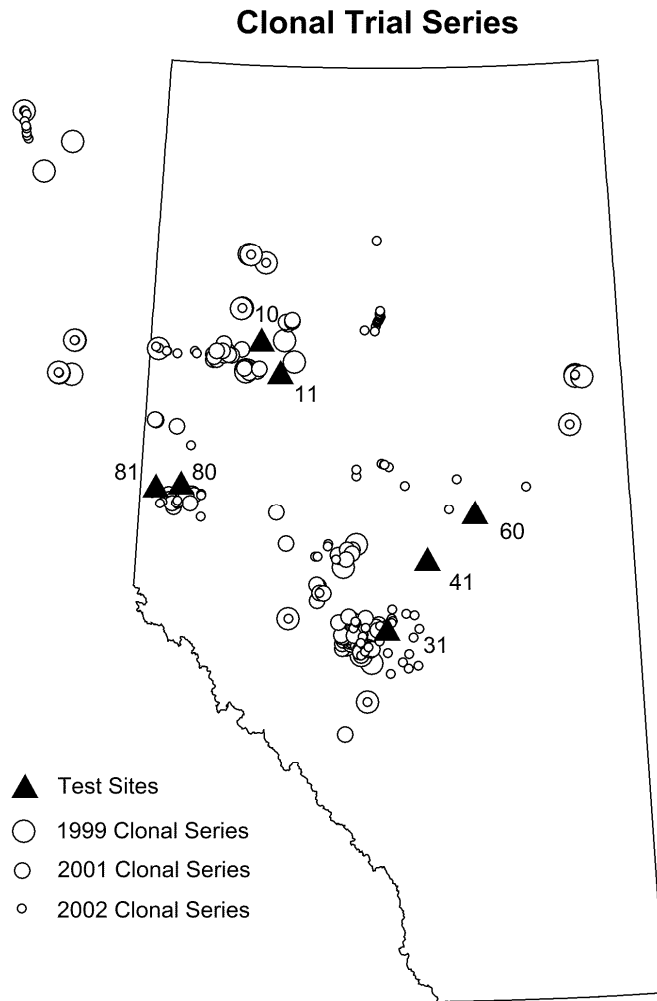 Clonal Trial Series
10
11
81
80
60
41
31
Test Sites
1999 Clonal Series
2001 Clonal Series
2002 Clonal Series